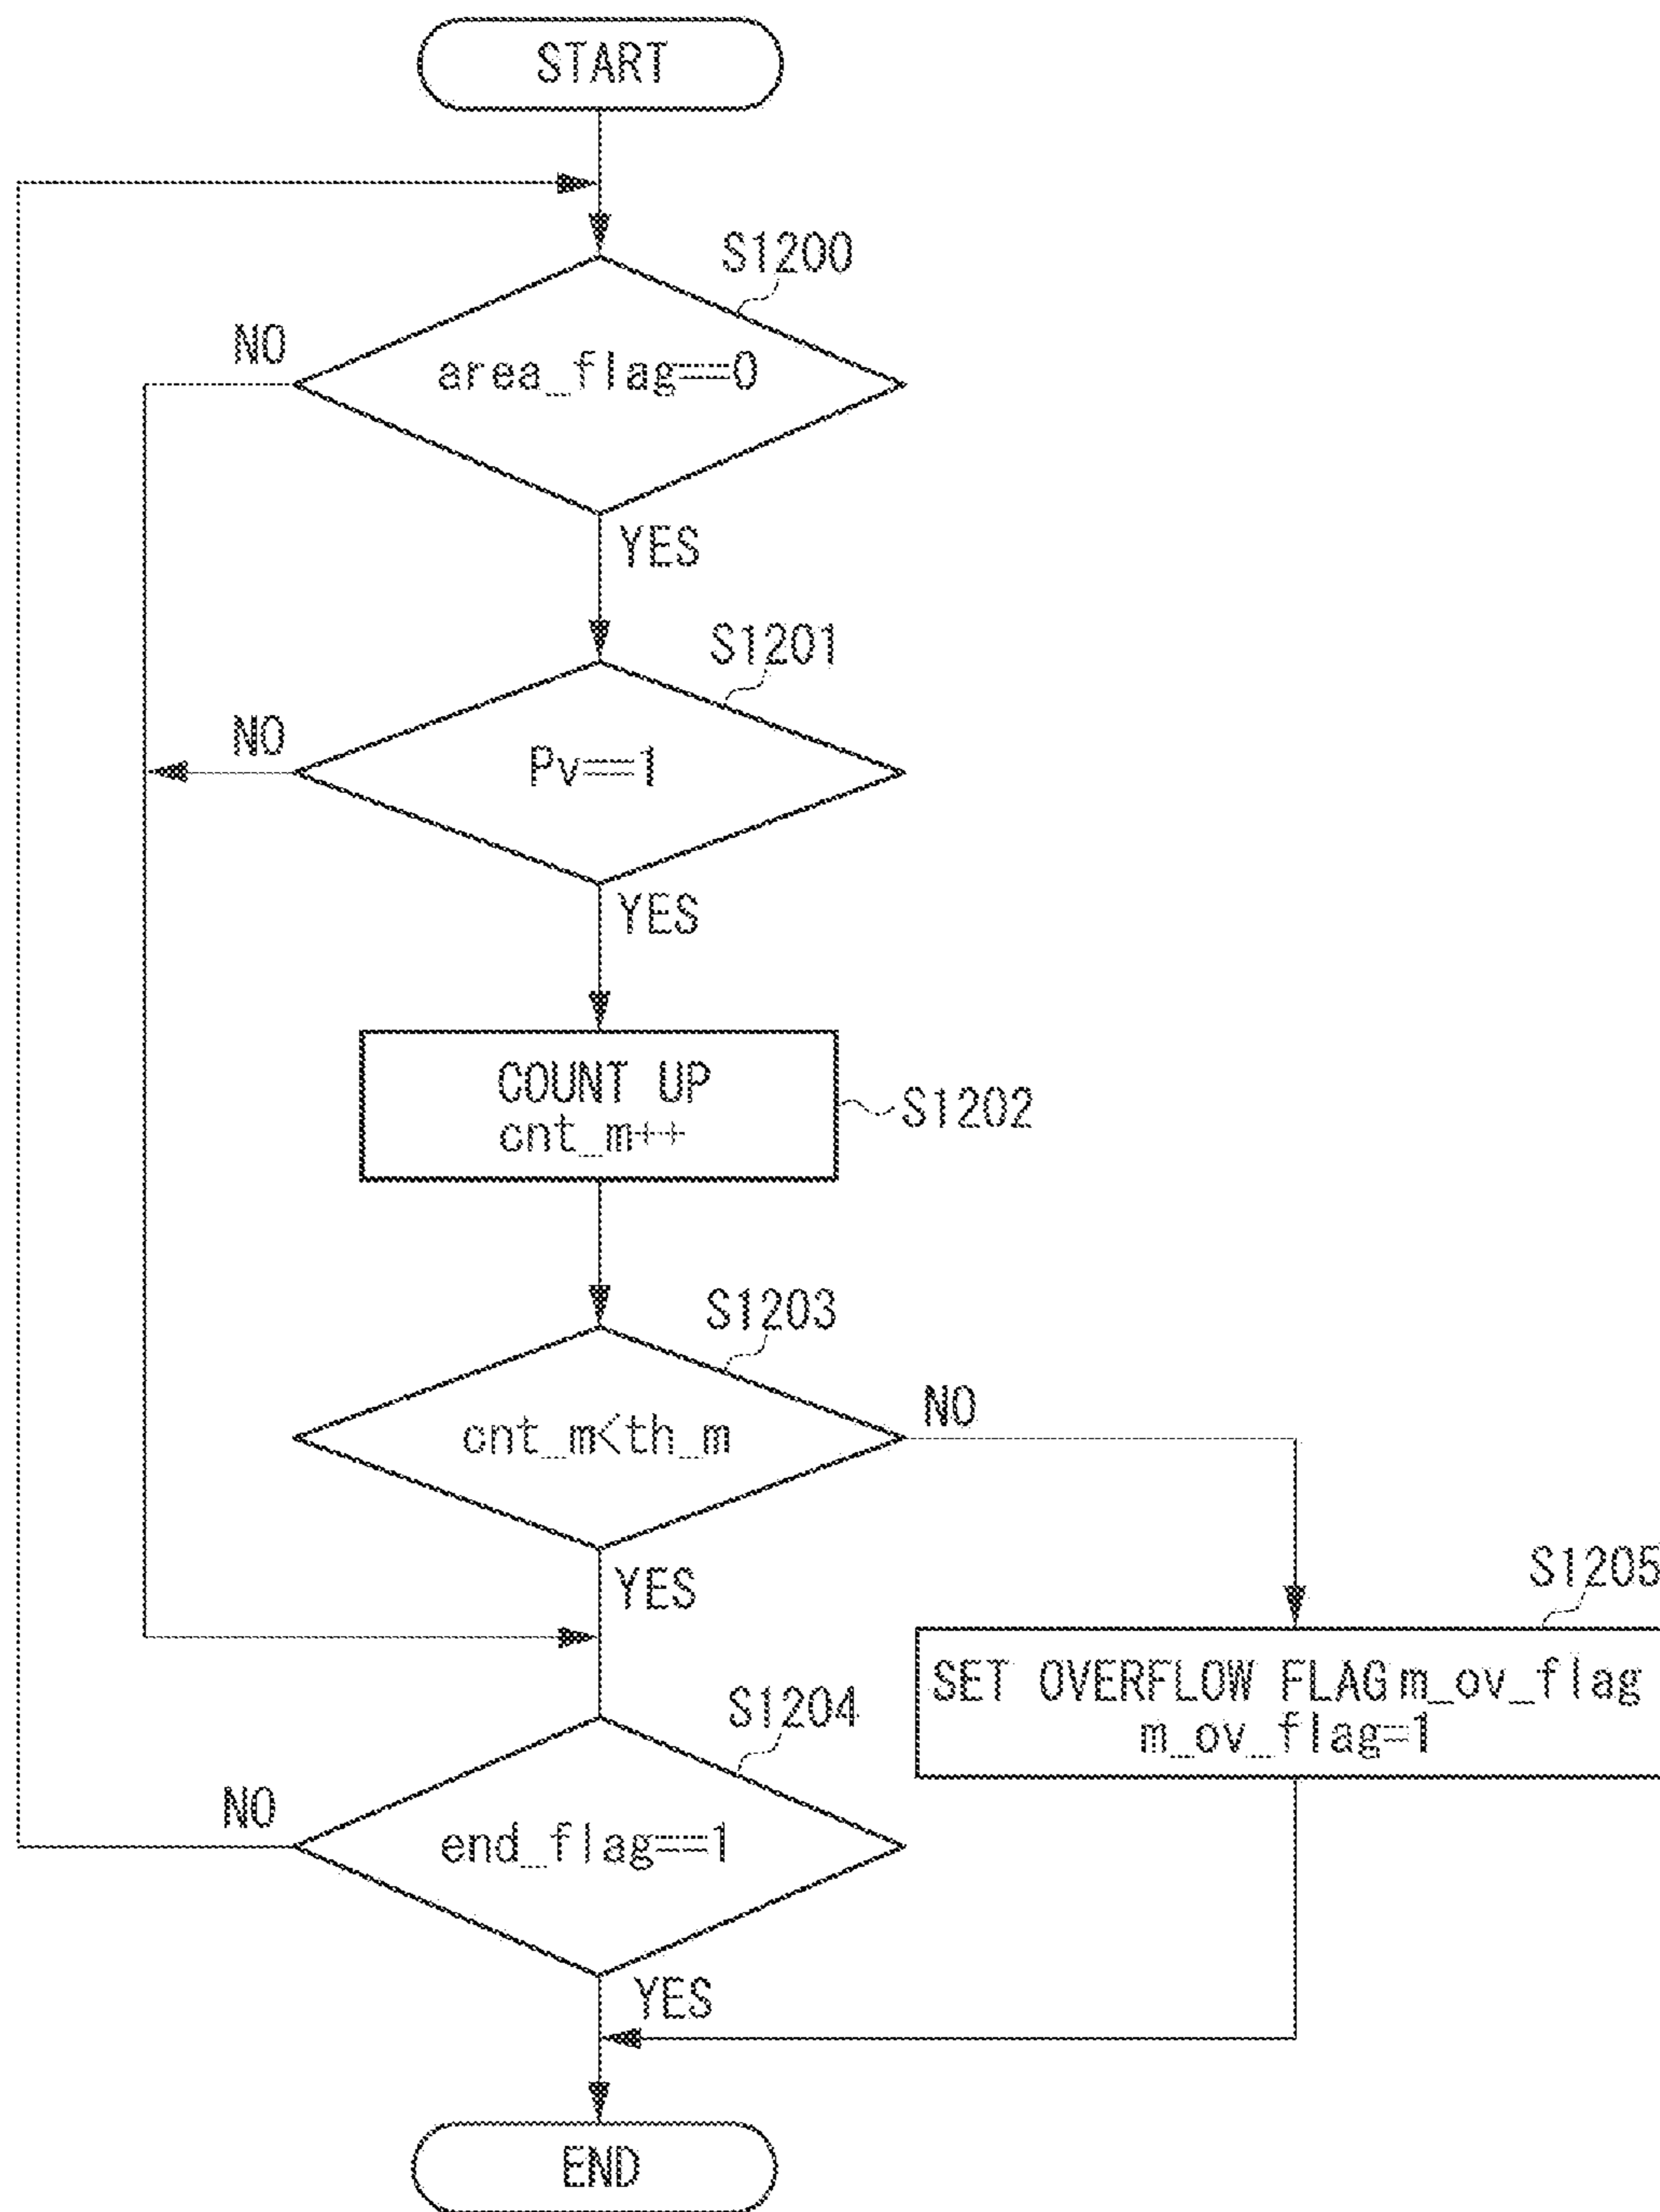 START
S1200
NO
area_flag==0
YES
S1201
NO
Pv==1
YES
COUNT UP
cnt_m++
S1202
S1203
cnt_m<th_m
NO
YES
S1205
SET OVERFLOW FLAG m_ov_flag
m_ov_flag=1
S1204
NO
end_flag==1
YES
END